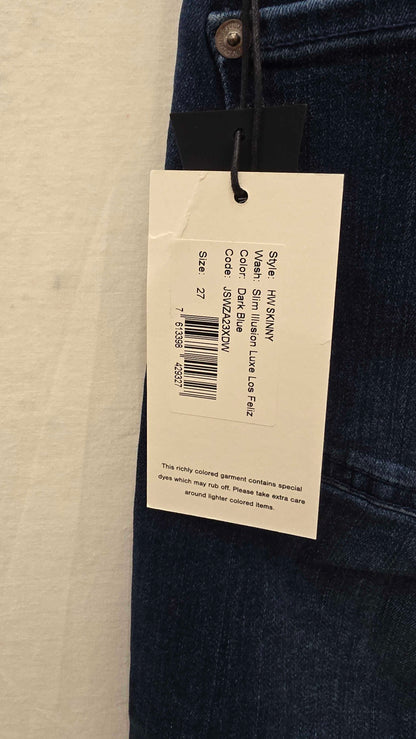 Style: HW SKINNY
Wash: Slim Illusion Luxe Los Feliz
Color: Dark Blue
Code: JSWZA23XDW
Size: 27
7 613398 429327
This richly colored garment contains special
dyes which may rub off. Please take extra care
around lighter colored items.